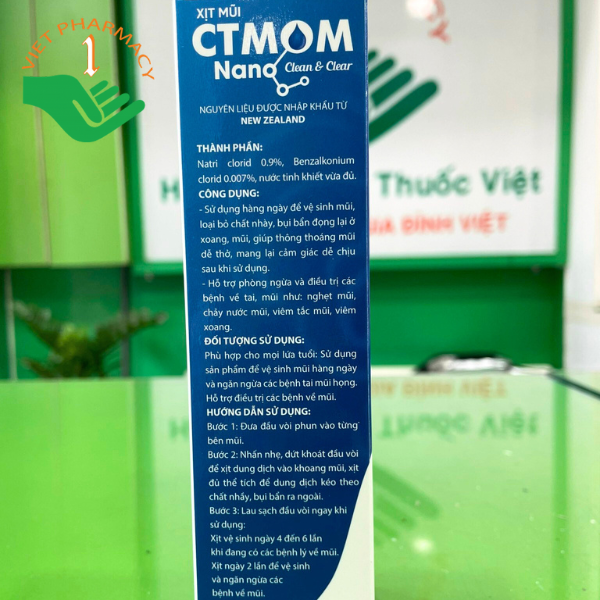 VIET PHARMACY
1
XỊT MŨI
CTMOM
Nano Clean & Clear
NGUYÊN LIỆU ĐƯỢC NHẬP KHẨU TỪ
NEW ZEALAND
THÀNH PHẦN:
Natri clorid 0.9%, Benzalkonium
clorid 0.007%, nước tinh khiết vừa đủ.
CÔNG DỤNG:
- Sử dụng hàng ngày để vệ sinh mũi,
loại bỏ chất nhày, bụi bẩn đọng lại ở
xoang, mũi, giúp thông thoáng mũi
dễ thở, mang lại cảm giác dễ chịu
sau khi sử dụng.
- Hỗ trợ phòng ngừa và điều trị các
bệnh về tai, mũi như: nghẹt mũi,
chảy nước mũi, viêm tắc mũi, viêm
xoang.
ĐỐI TƯỢNG SỬ DỤNG:
Phù hợp cho mọi lứa tuổi: Sử dụng
sản phẩm để vệ sinh mũi hàng ngày
và ngăn ngừa các bệnh tai mũi họng.
Hỗ trợ điều trị các bệnh về mũi.
HƯỚNG DẪN SỬ DỤNG:
Bước 1: Đưa đầu vòi phun vào từng
bên mũi.
Bước 2: Nhấn nhẹ, dứt khoát đầu vòi
để xịt dung dịch vào khoang mũi, xịt
đủ thể tích để dung dịch kéo theo
chất nhầy, bụi bẩn ra ngoài.
Bước 3: Lau sạch đầu vòi ngay khi
sử dụng:
Xịt vệ sinh ngày 4 đến 6 lần
khi đang có các bệnh lý về mũi.
Xịt ngày 2 lần để vệ sinh
và ngăn ngừa các
bệnh về mũi.
Thuốc Việt
GIA ĐÌNH VIỆT